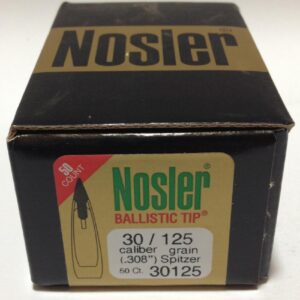 Nosler®
50
COUNT
Nosler®
BALLISTIC TIP®
30 / 125
caliber grain
(.308") Spitzer
50 Ct. 30125